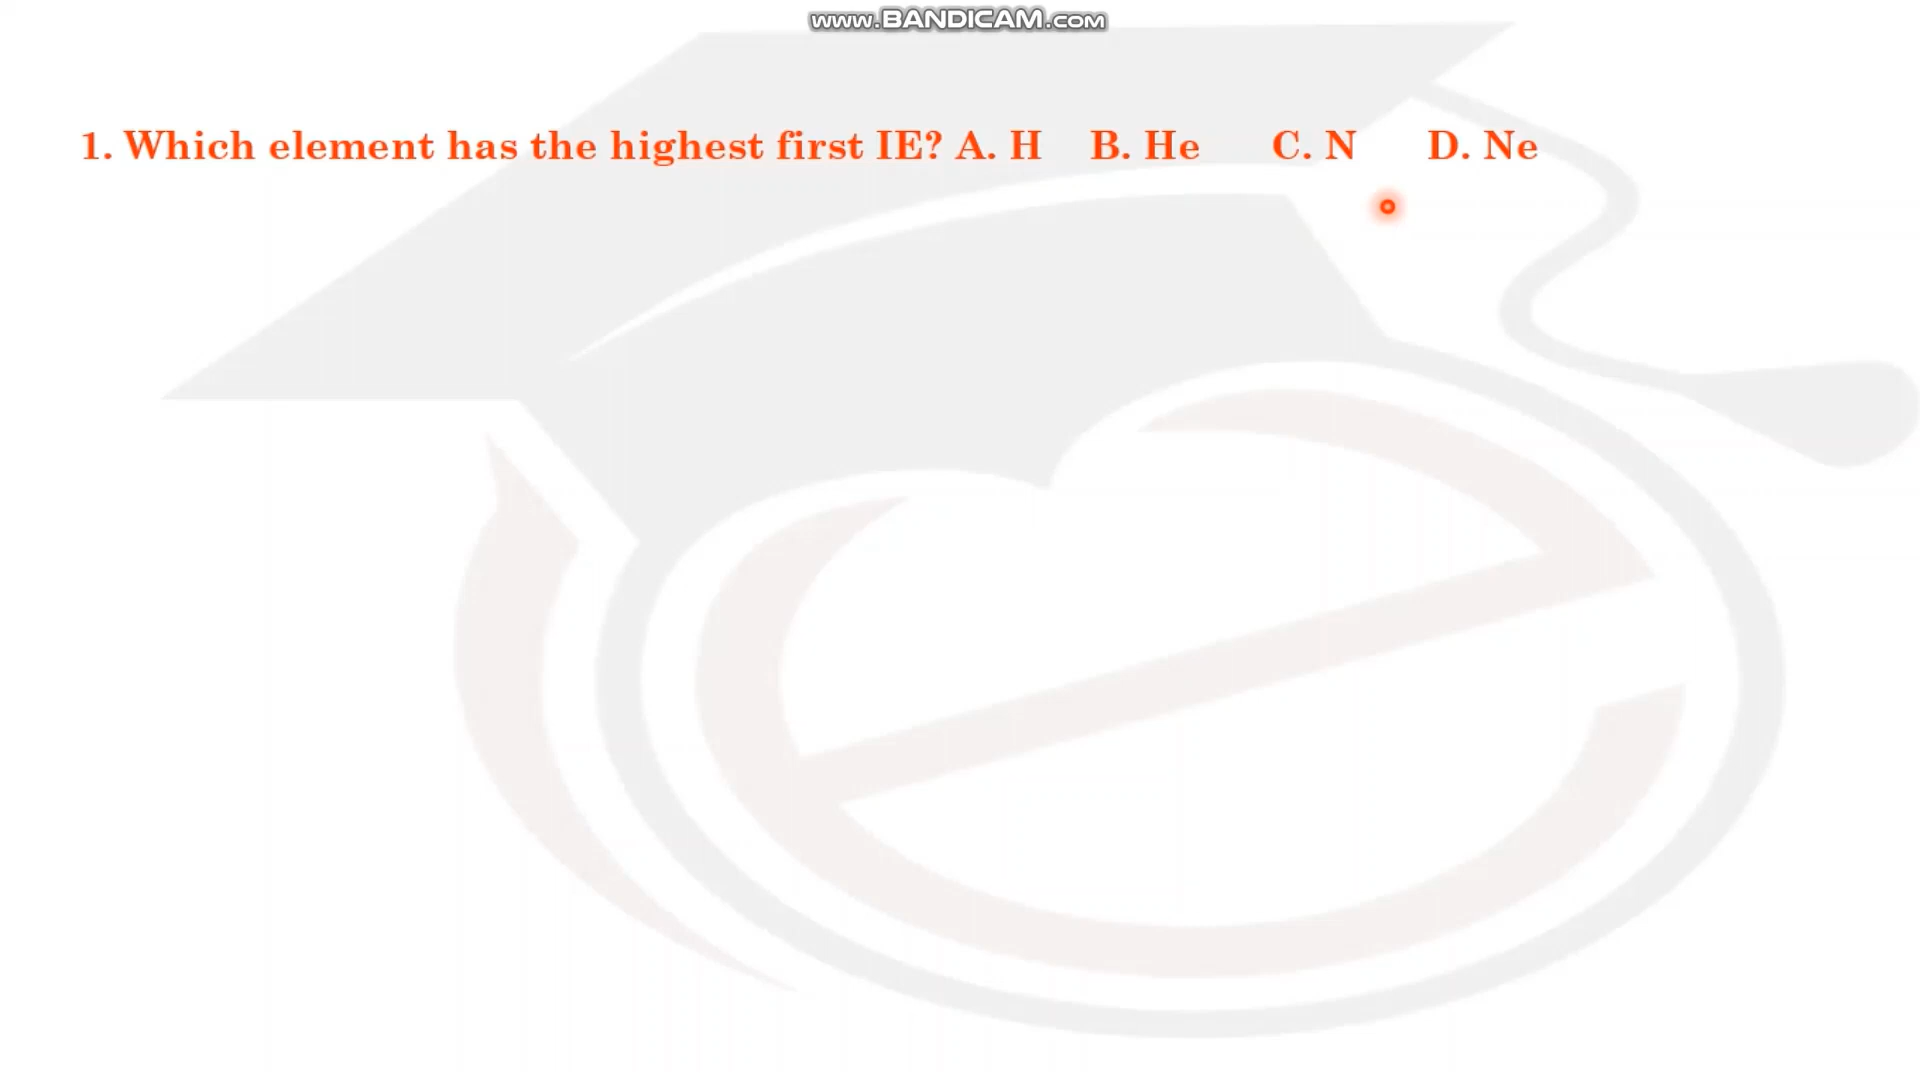 www.BANDICAM.com
1. Which element has the highest first IE? A. H B. He C. N D. Ne